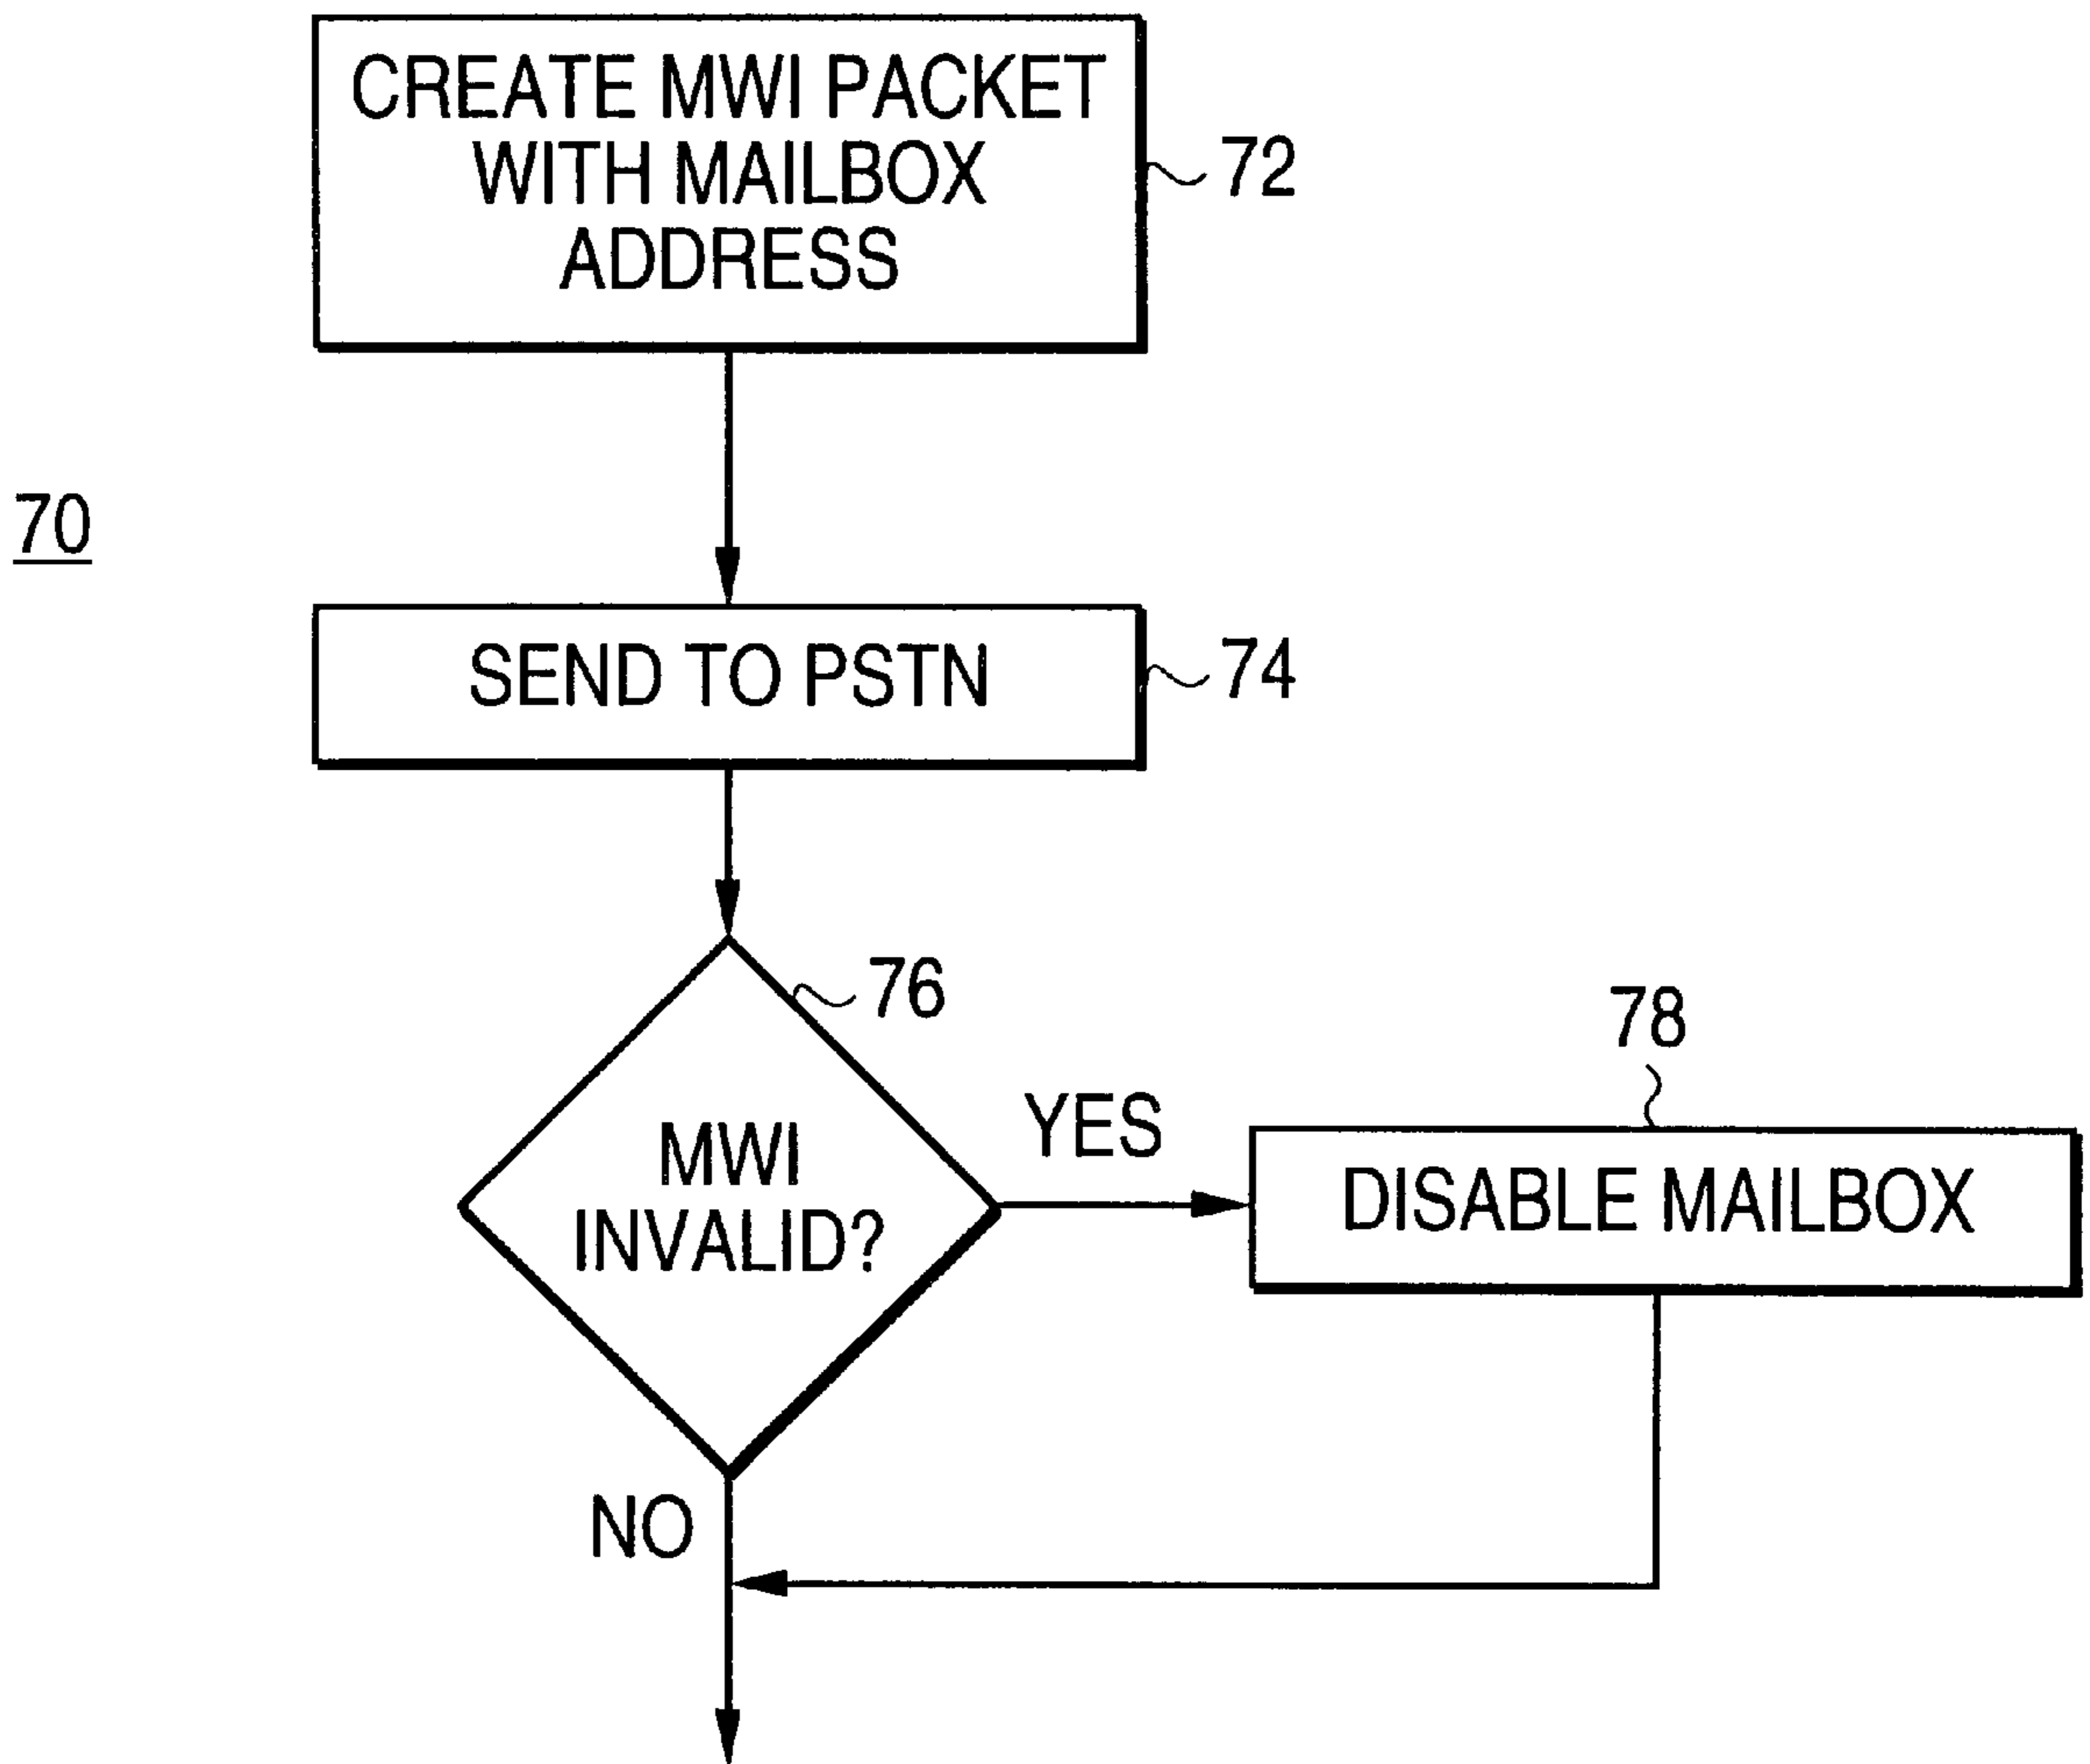 CREATE MWI PACKET
WITH MAILBOX
ADDRESS
72
70
SEND TO PSTN
74
76
78
MWI
INVALID?
YES
DISABLE MAILBOX
NO